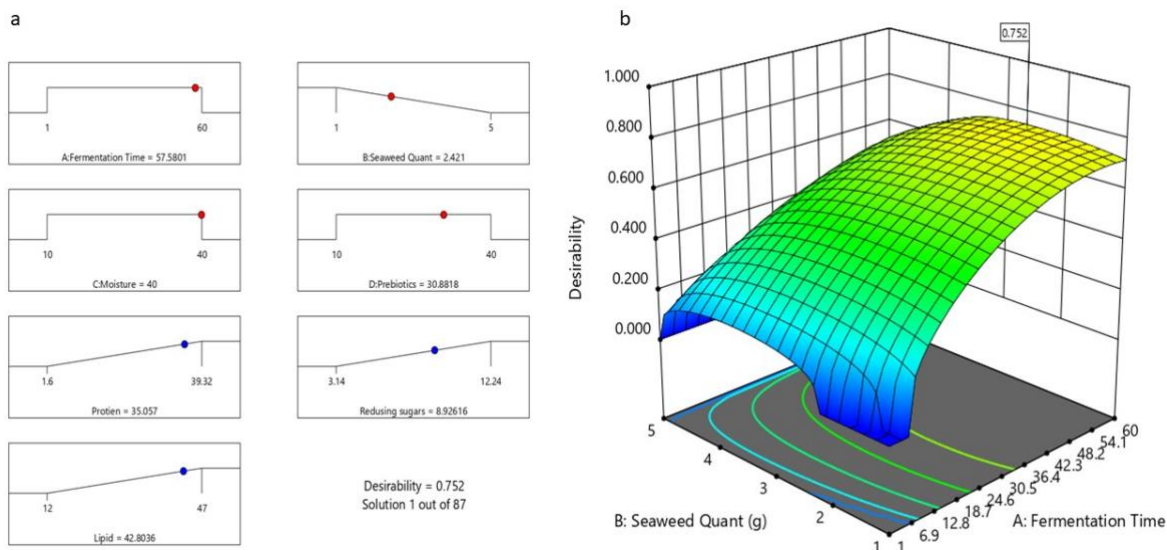 a
1
60
A:Fermentation Time = 57.5801
1
5
B:Seaweed Quant = 2.421
10
40
C:Moisture = 40
10
40
D:Prebiotics = 30.8818
1.6
39.32
Protien = 35.057
3.14
12.24
Redusing sugars = 8.92616
12
47
Lipid = 42.8036
Desirability = 0.752
Solution 1 out of 87
b
0.752
1.000
0.800
0.600
0.400
0.200
0.000
Desirability
5
4
3
2
1
B: Seaweed Quant (g)
1
6.9
12.8
18.7
24.6
30.5
36.4
42.3
48.2
54.1
60
A: Fermentation Time